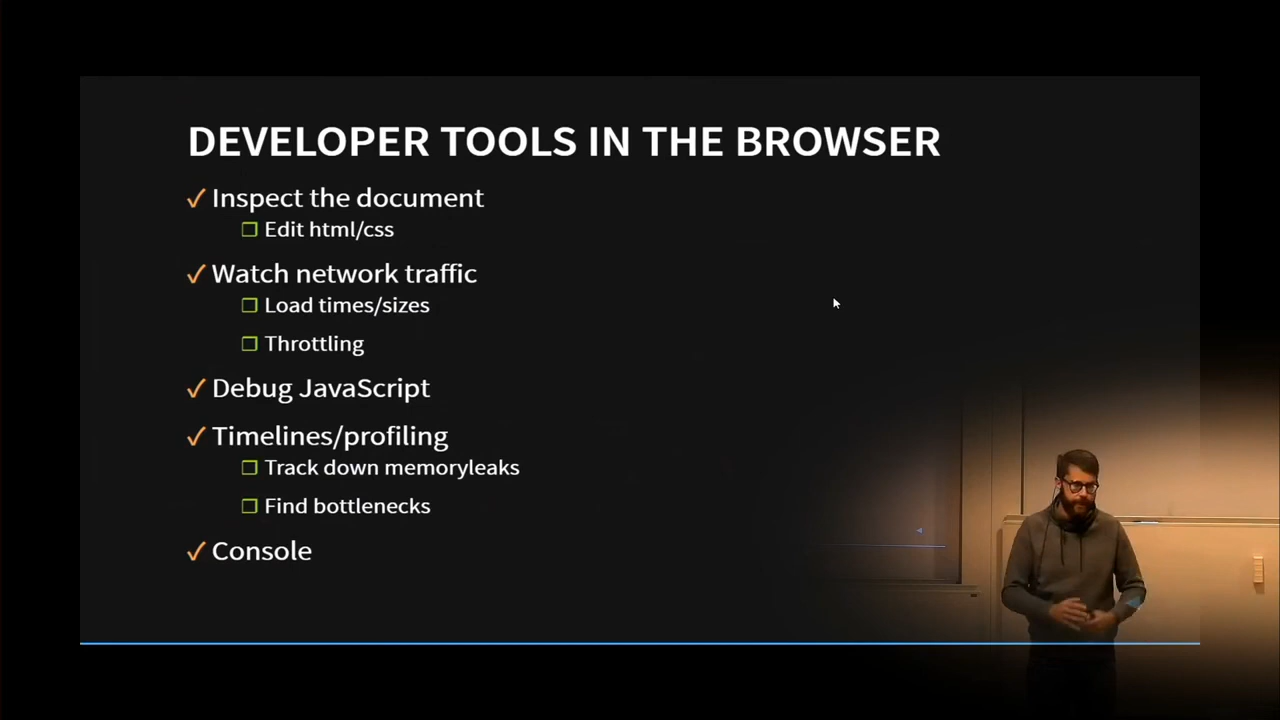 DEVELOPER TOOLS IN THE BROWSER
Inspect the document
Edit html/css
Watch network traffic
Load times/sizes
Throttling
Debug JavaScript
Timelines/profiling
Track down memoryleaks
Find bottlenecks
Console